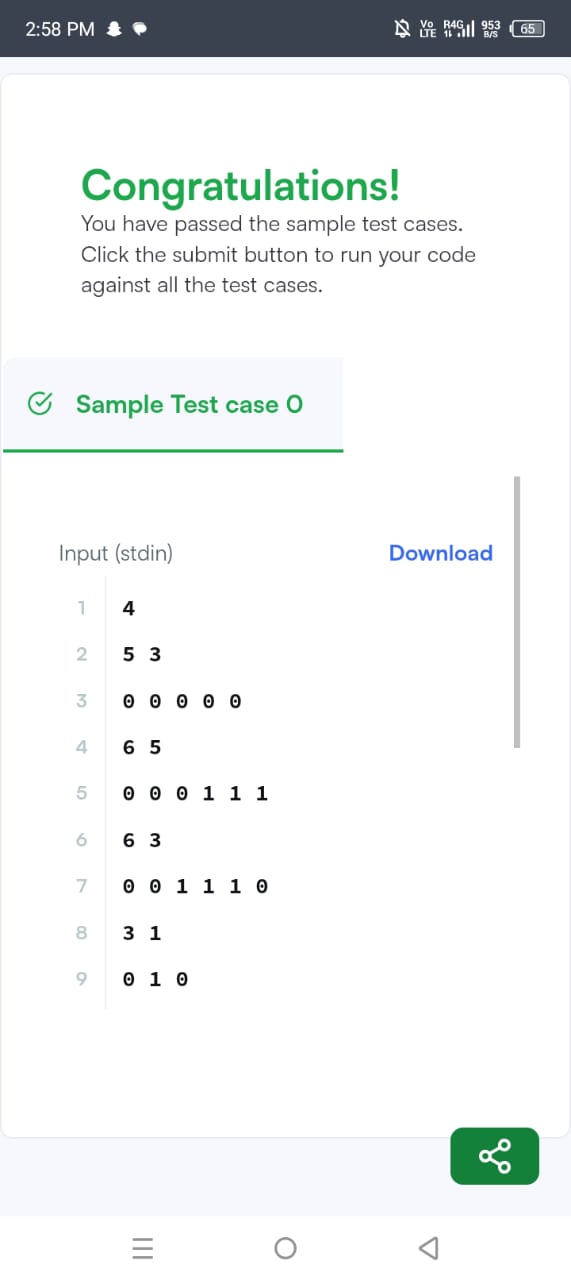 2:58 PM Vo LTE R4G 953 B/S 65
Congratulations!
You have passed the sample test cases.
Click the submit button to run your code
against all the test cases.
Sample Test case 0
Input (stdin) Download
1 4
2 5 3
3 0 0 0 0 0
4 6 5
5 0 0 0 1 1 1
6 6 3
7 0 0 1 1 1 0
8 3 1
9 0 1 0